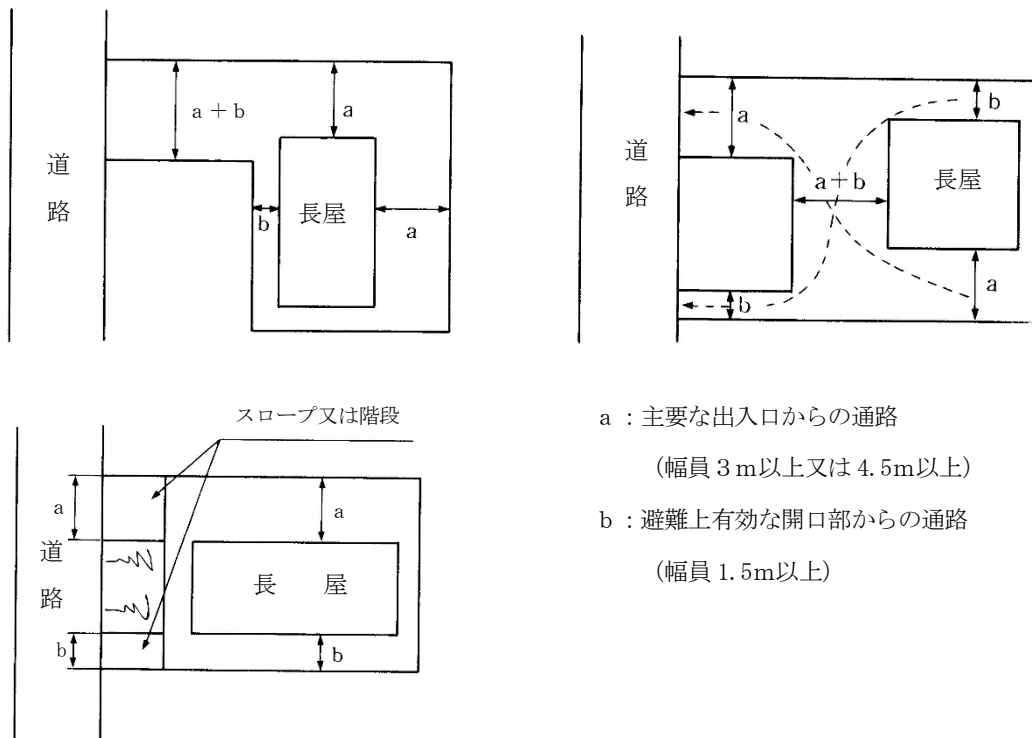 a＋b
a
道
路
長屋
b
a
a
b
道
路
a＋b
長屋
a
b
スロープ又は階段
a
a
道
路
長　屋
b
b
a：主要な出入口からの通路
(幅員３m以上又は 4.5m以上)
b：避難上有効な開口部からの通路
(幅員 1.5m以上)